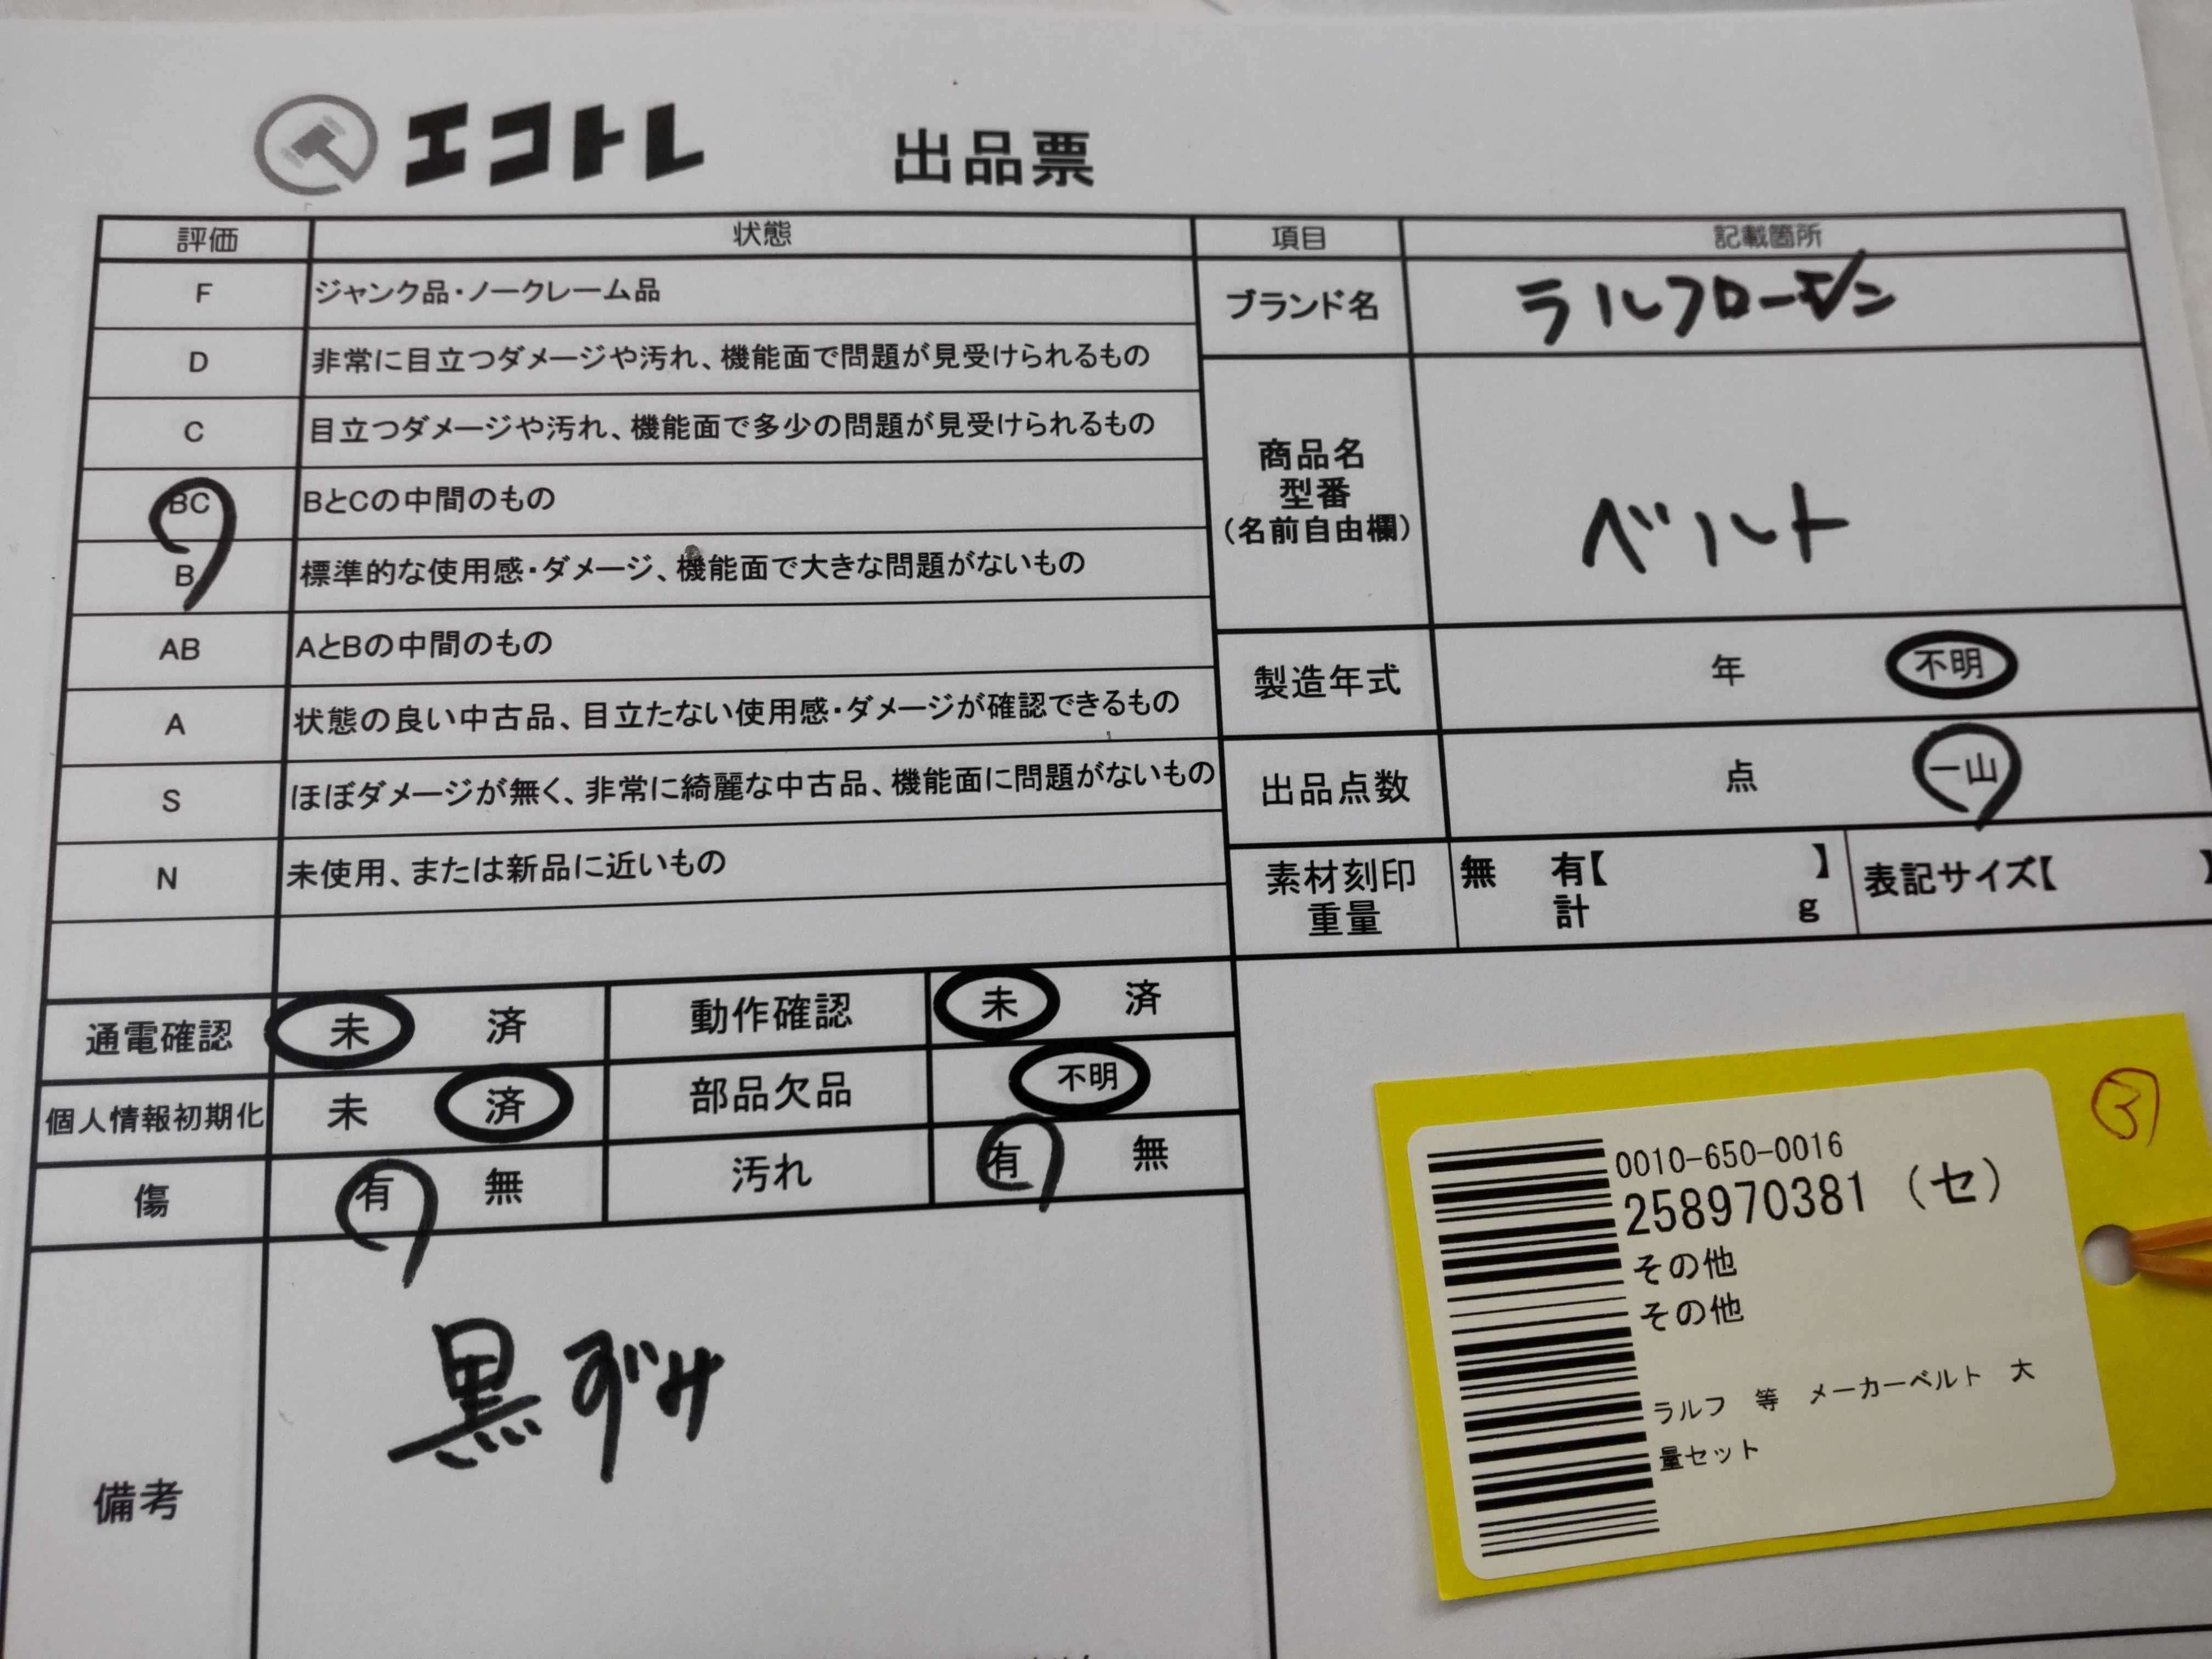 エコトレ 出品票
評価 状態
F ジャンク品・ノークレーム品
D 非常に目立つダメージや汚れ、機能面で問題が見受けられるもの
C 目立つダメージや汚れ、機能面で多少の問題が見受けられるもの
BC BとCの中間のもの
B 標準的な使用感・ダメージ、機能面で大きな問題がないもの
AB AとBの中間のもの
A 状態の良い中古品、目立たない使用感・ダメージが確認できるもの
S ほぼダメージが無く、非常に綺麗な中古品、機能面に問題がないもの
N 未使用、または新品に近いもの
項目 記載箇所
ブランド名 ラルフローレン
商品名
型番
(名前自由欄)
ベルト
製造年式 年 不明
出品点数 点 一山
素材刻印 無 有【 】 表記サイズ【 】
重量 計 g
通電確認 未 済 動作確認 未 済
個人情報初期化 未 済 部品欠品 不明
傷 有 無 汚れ 有 無
備考
黒ずみ
3
0010-650-0016
258970381 (セ)
その他
その他
ラルフ 等 メーカーベルト 大
量セット